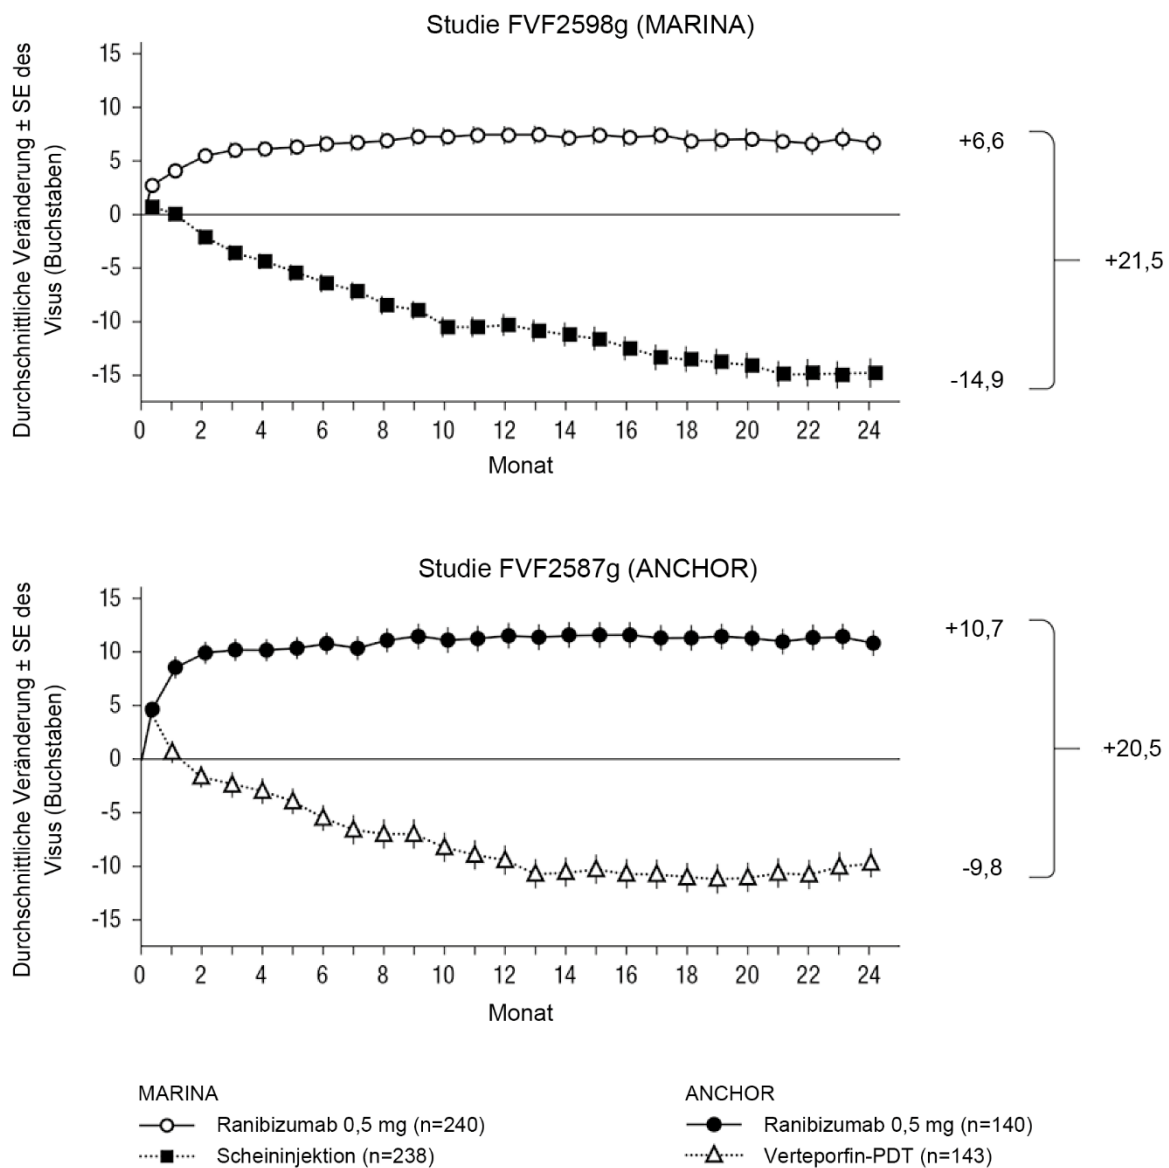 Studie FVF2598g (MARINA)
Durchschnittliche Veränderung ± SE des
Visus (Buchstaben)
15
10
5
0
-5
-10
-15
+6,6
+21,5
-14,9
0 2 4 6 8 10 12 14 16 18 20 22 24
Monat
Studie FVF2587g (ANCHOR)
Durchschnittliche Veränderung ± SE des
Visus (Buchstaben)
15
10
5
0
-5
-10
-15
+10,7
+20,5
-9,8
0 2 4 6 8 10 12 14 16 18 20 22 24
Monat
MARINA
Ranibizumab 0,5 mg (n=240)
Scheininjektion (n=238)
ANCHOR
Ranibizumab 0,5 mg (n=140)
Verteporfin-PDT (n=143)